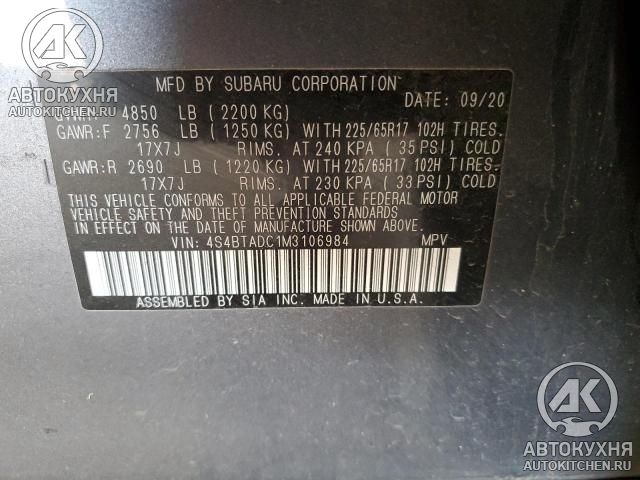 MFD BY SUBARU CORPORATION
DATE: 09/20
4850 LB ( 2200 KG)
GAWR:F 2756 LB ( 1250 KG) WITH 225/65R17 102H TIRES.
17X7J RIMS. AT 240 KPA ( 35 PSI) COLD
GAWR:R 2690 LB ( 1220 KG) WITH 225/65R17 102H TIRES.
17X7J RIMS. AT 230 KPA ( 33 PSI) COLD
THIS VEHICLE CONFORMS TO ALL APPLICABLE FEDERAL MOTOR
VEHICLE SAFETY AND THEFT PREVENTION STANDARDS
IN EFFECT ON THE DATE OF MANUFACTURE SHOWN ABOVE.
VIN: 4S4BTADC1M3106984 MPV
ASSEMBLED BY SIA INC. MADE IN U.S.A.
АК
АВТОКУХНЯ
AUTOKITCHEN.RU
АК
АВТОКУХНЯ
AUTOKITCHEN.RU